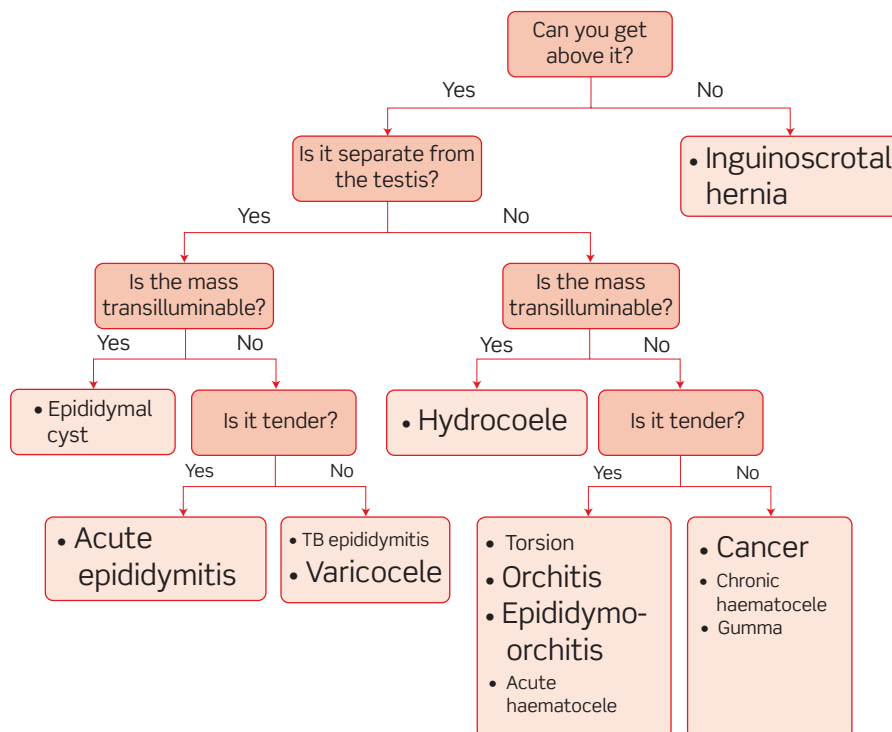 Can you get
above it?
Yes
No
Is it separate from
the testis?
• Inguinoscrotal
hernia
Yes
No
Is the mass
transilluminable?
Is the mass
transilluminable?
Yes
No
Yes
No
• Epididymal
cyst
Is it tender?
• Hydrocoele
Is it tender?
Yes
No
Yes
No
• Acute
epididymitis
• TB epididymitis
• Varicocele
• Torsion
• Orchitis
• Epididymo-
orchitis
• Acute
haematocele
• Cancer
• Chronic
haematocele
• Gumma